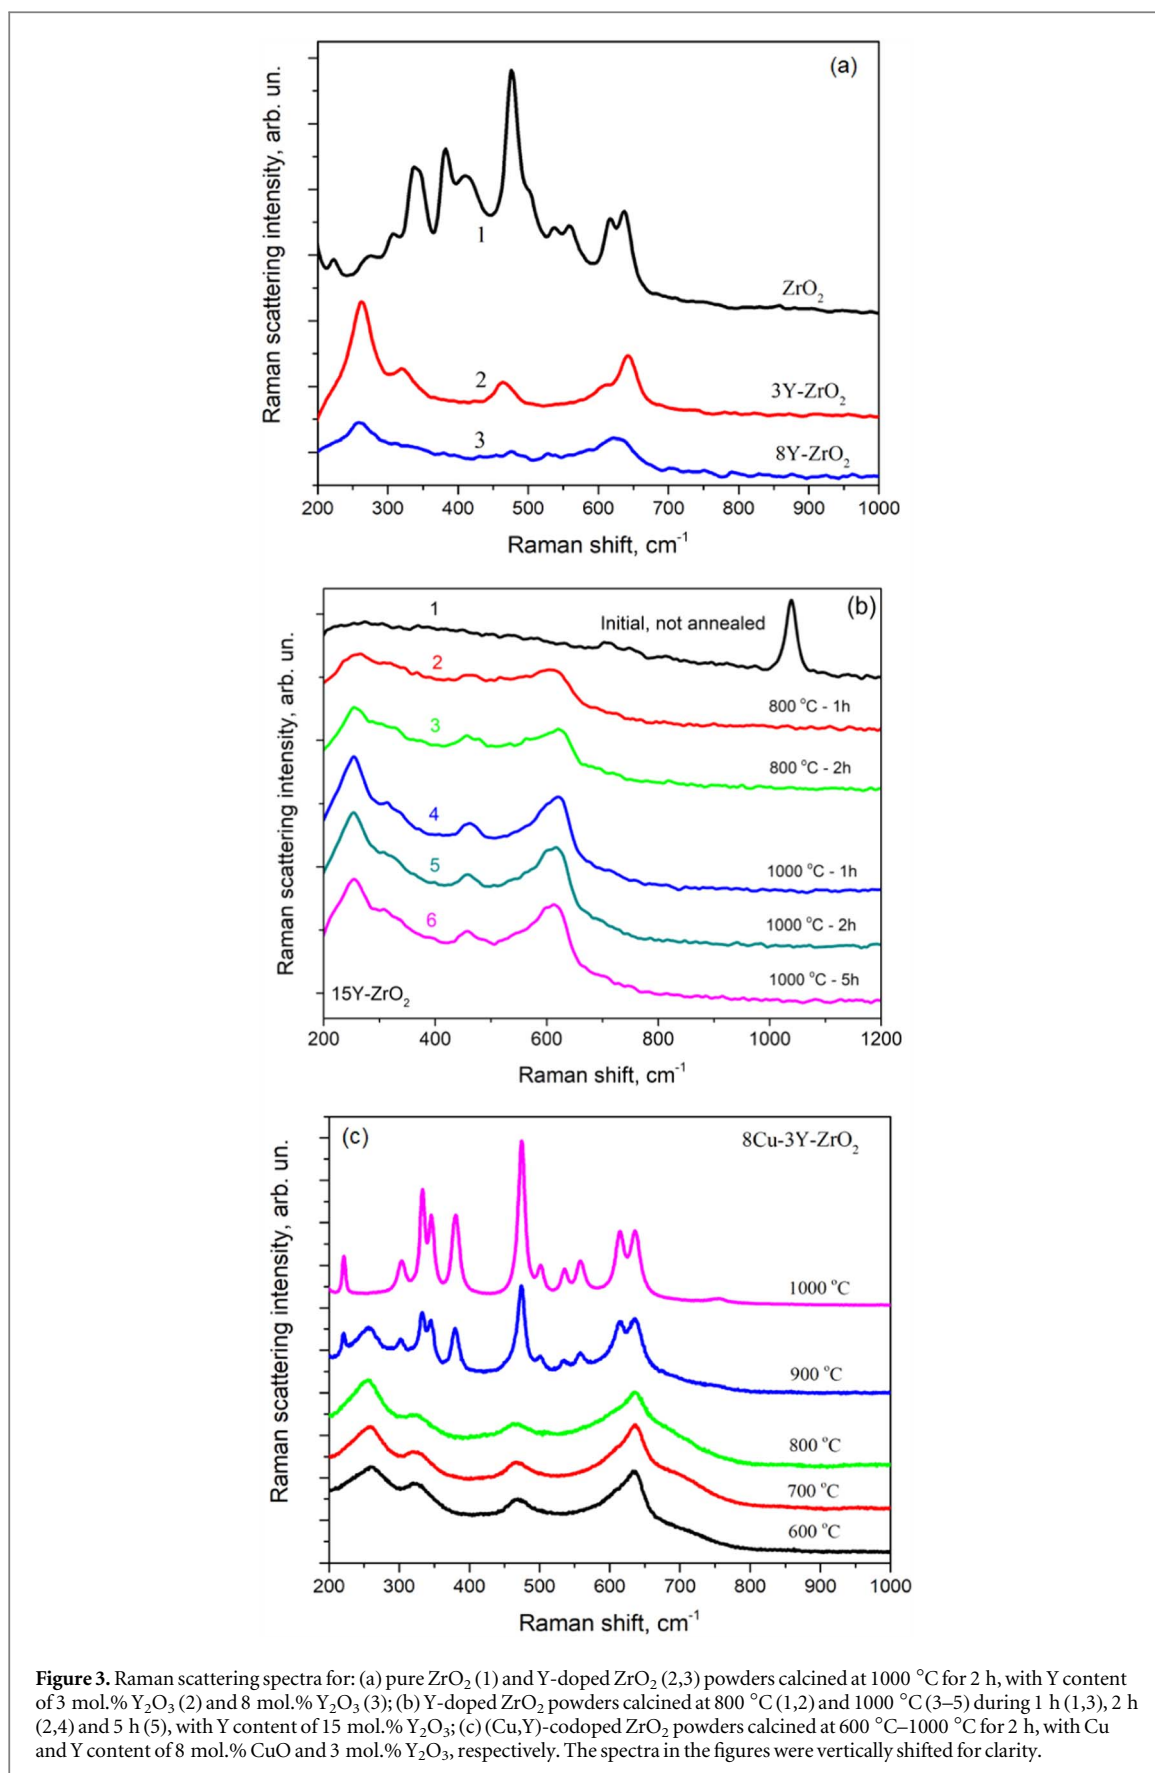 (a)
Raman scattering intensity, arb. un.
1
ZrO₂
2
3Y-ZrO₂
3
8Y-ZrO₂
200 300 400 500 600 700 800 900 1000
Raman shift, cm⁻¹
(b)
Raman scattering intensity, arb. un.
1
Initial, not annealed
2
800 °C - 1h
3
800 °C - 2h
4
1000 °C - 1h
5
1000 °C - 2h
6
1000 °C - 5h
15Y-ZrO₂
200 400 600 800 1000 1200
Raman shift, cm⁻¹
(c)
8Cu-3Y-ZrO₂
Raman scattering intensity, arb. un.
1000 °C
900 °C
800 °C
700 °C
600 °C
200 300 400 500 600 700 800 900 1000
Raman shift, cm⁻¹
Figure 3. Raman scattering spectra for: (a) pure ZrO₂ (1) and Y-doped ZrO₂ (2,3) powders calcined at 1000 °C for 2 h, with Y content
of 3 mol.% Y₂O₃ (2) and 8 mol.% Y₂O₃ (3); (b) Y-doped ZrO₂ powders calcined at 800 °C (1,2) and 1000 °C (3–5) during 1 h (1,3), 2 h
(2,4) and 5 h (5), with Y content of 15 mol.% Y₂O₃; (c) (Cu,Y)-codoped ZrO₂ powders calcined at 600 °C–1000 °C for 2 h, with Cu
and Y content of 8 mol.% CuO and 3 mol.% Y₂O₃, respectively. The spectra in the figures were vertically shifted for clarity.